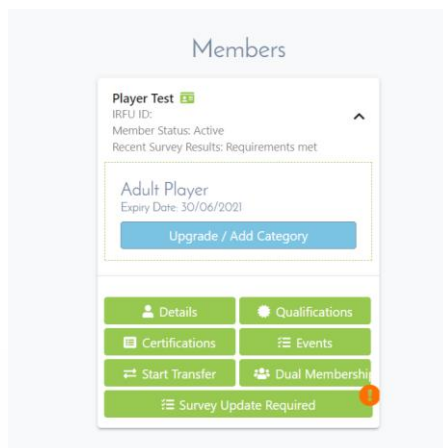 Members
Player Test
IRFU ID:
Member Status: Active
Recent Survey Results: Requirements met
Adult Player
Expiry Date: 30/06/2021
Upgrade / Add Category
Details
Qualifications
Certifications
Events
Start Transfer
Dual Membership
Survey Update Required
!